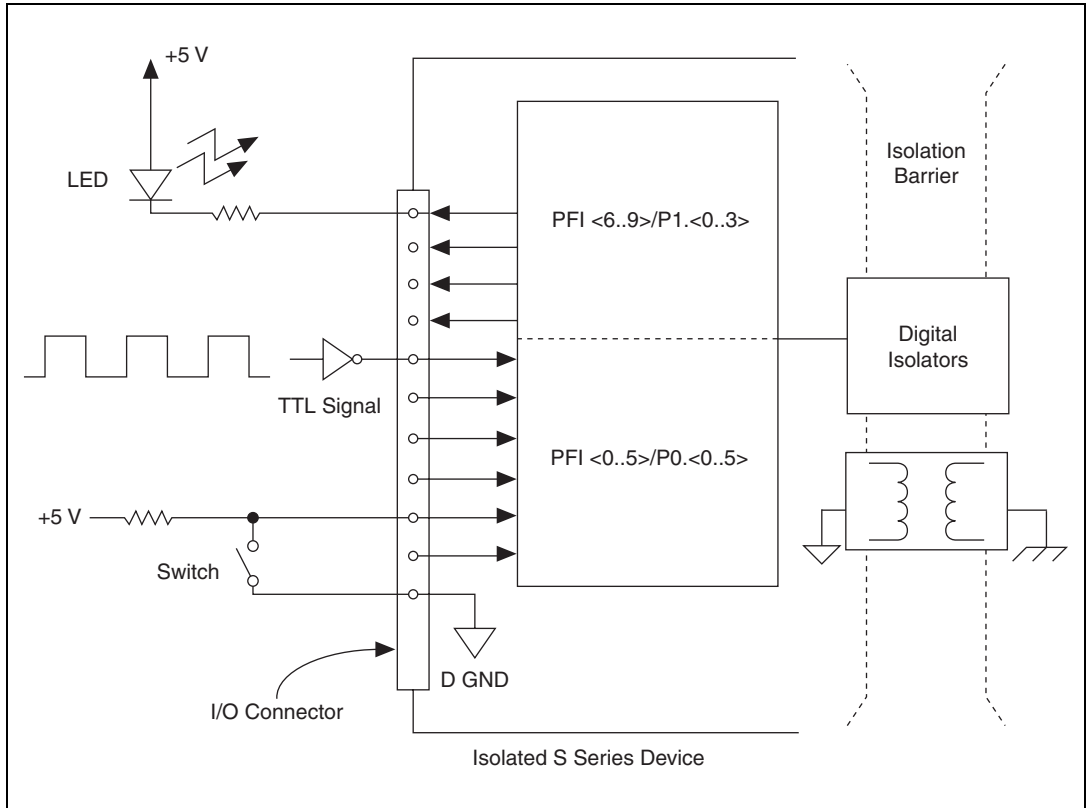 +5 V
LED
Isolation
Barrier
PFI <6..9>/P1.<0..3>
Digital
Isolators
TTL Signal
PFI <0..5>/P0.<0..5>
+5 V
Switch
D GND
I/O Connector
Isolated S Series Device